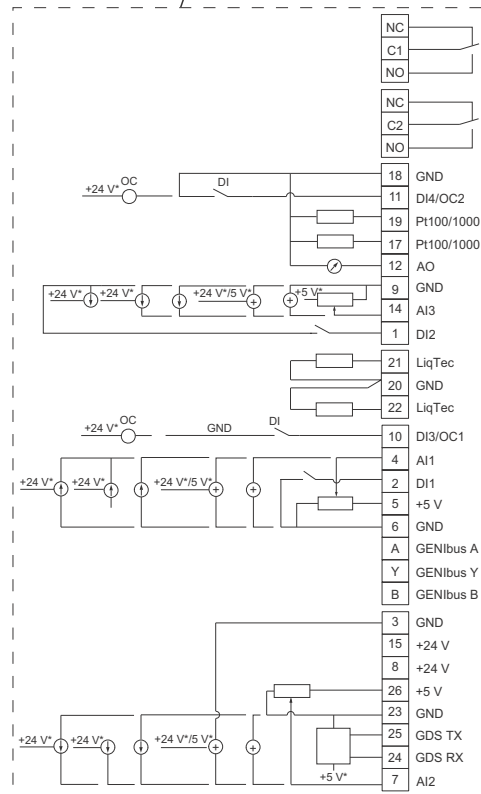 NC
C1
NO
NC
C2
NO
18 GND
+24 V* OC DI 11 DI4/OC2
19 Pt100/1000
17 Pt100/1000
12 AO
9 GND
+24 V* +24 V* +24 V*/5 V* +5 V*
14 AI3
1 DI2
21 LiqTec
20 GND
22 LiqTec
+24 V* OC GND DI 10 DI3/OC1
4 AI1
+24 V* +24 V* +24 V*/5 V* 2 DI1
5 +5 V
6 GND
A GENIbus A
Y GENIbus Y
B GENIbus B
3 GND
15 +24 V
8 +24 V
26 +5 V
23 GND
+24 V* +24 V* +24 V*/5 V* 25 GDS TX
24 GDS RX
+5 V* 7 AI2